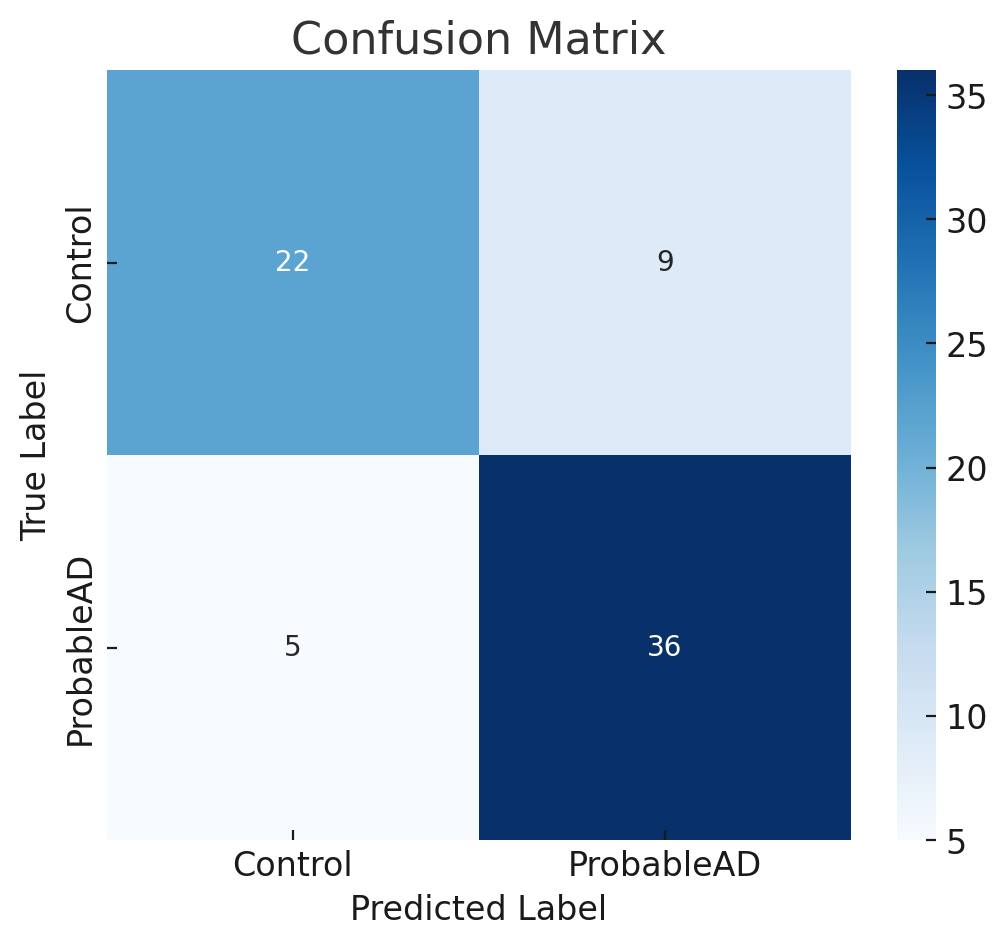 Confusion Matrix
True Label
Control
22
9
ProbableAD
5
36
Control
ProbableAD
Predicted Label
35
30
25
20
15
10
5